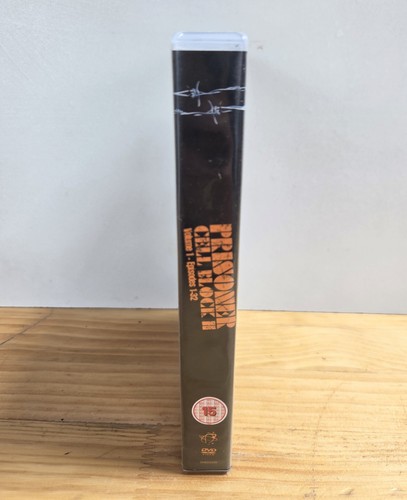 PRISONER
CELL BLOCK H
Volume 1 - Episodes 1-32
15
DVD